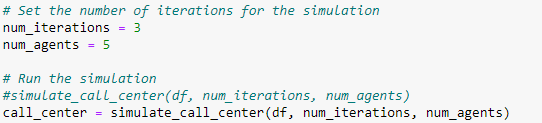 # Set the number of iterations for the simulation
num_iterations = 3
num_agents = 5
# Run the simulation
#simulate_call_center(df, num_iterations, num_agents)
call_center = simulate_call_center(df, num_iterations, num_agents)